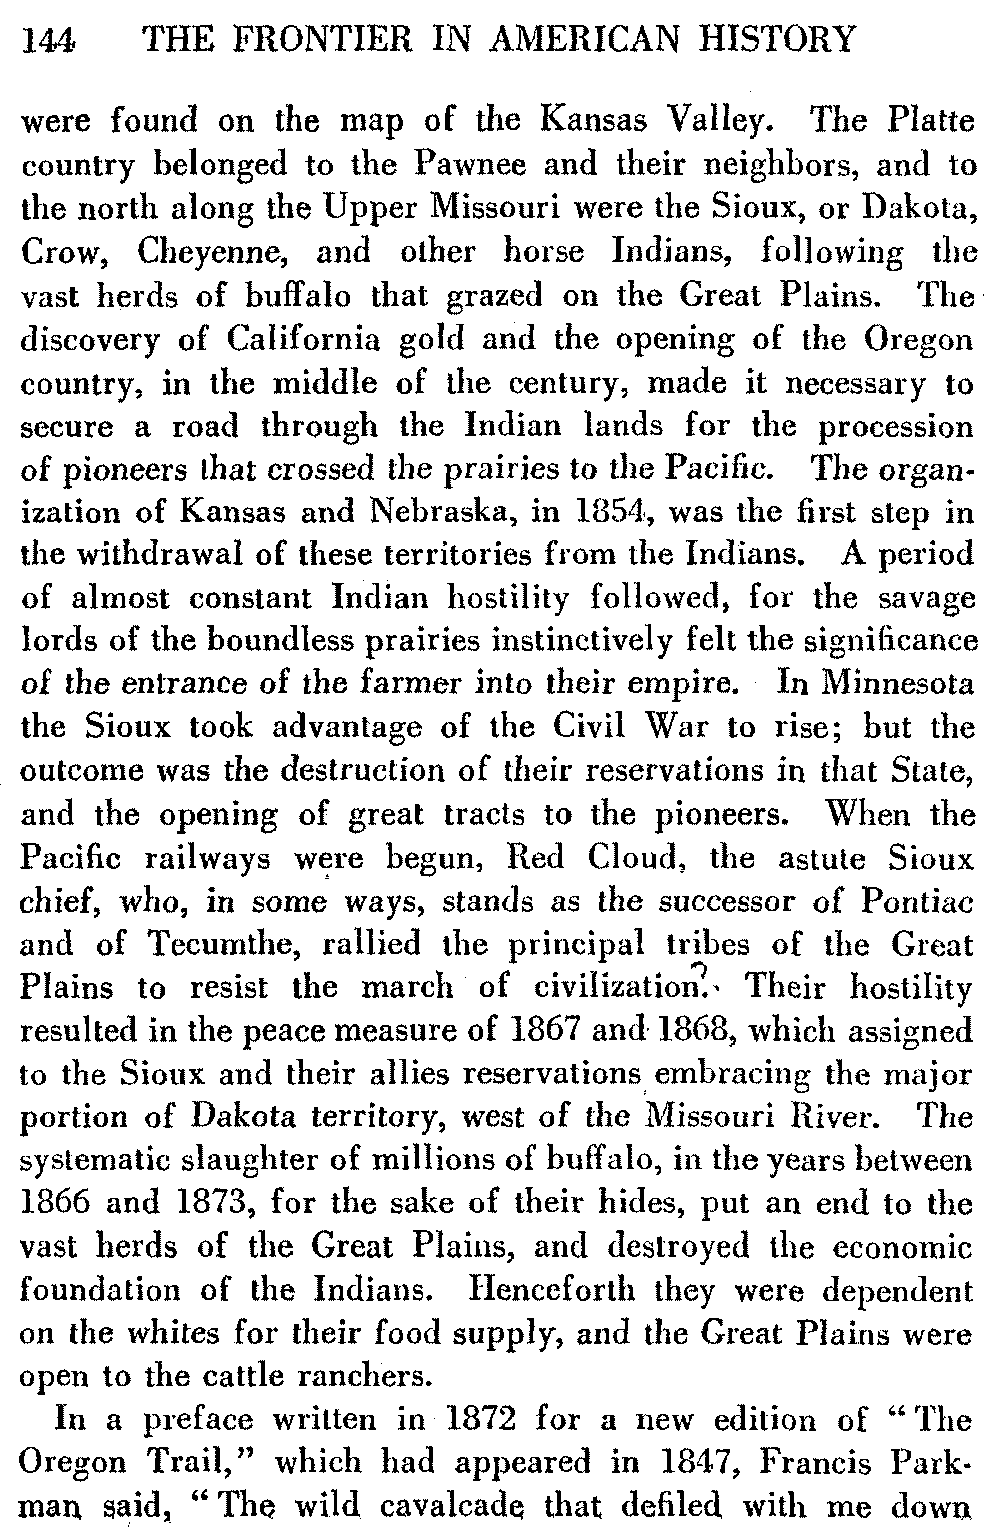 144 THE FRONTIER IN AMERICAN HISTORY
were found on the map of the Kansas Valley. The Platte
country belonged to the Pawnee and their neighbors, and to
the north along the Upper Missouri were the Sioux, or Dakota,
Crow, Cheyenne, and other horse Indians, following the
vast herds of buffalo that grazed on the Great Plains. The
discovery of California gold and the opening of the Oregon
country, in the middle of the century, made it necessary to
secure a road through the Indian lands for the procession
of pioneers that crossed the prairies to the Pacific. The organ-
ization of Kansas and Nebraska, in 1854, was the first step in
the withdrawal of these territories from the Indians. A period
of almost constant Indian hostility followed, for the savage
lords of the boundless prairies instinctively felt the significance
of the entrance of the farmer into their empire. In Minnesota
the Sioux took advantage of the Civil War to rise; but the
outcome was the destruction of their reservations in that State,
and the opening of great tracts to the pioneers. When the
Pacific railways were begun, Red Cloud, the astute Sioux
chief, who, in some ways, stands as the successor of Pontiac
and of Tecumthe, rallied the principal tribes of the Great
Plains to resist the march of civilization.? Their hostility
resulted in the peace measure of 1867 and 1868, which assigned
to the Sioux and their allies reservations embracing the major
portion of Dakota territory, west of the Missouri River. The
systematic slaughter of millions of buffalo, in the years between
1866 and 1873, for the sake of their hides, put an end to the
vast herds of the Great Plains, and destroyed the economic
foundation of the Indians. Henceforth they were dependent
on the whites for their food supply, and the Great Plains were
open to the cattle ranchers.
In a preface written in 1872 for a new edition of "The
Oregon Trail," which had appeared in 1847, Francis Park-
man said, "The wild cavalcade that defiled with me down